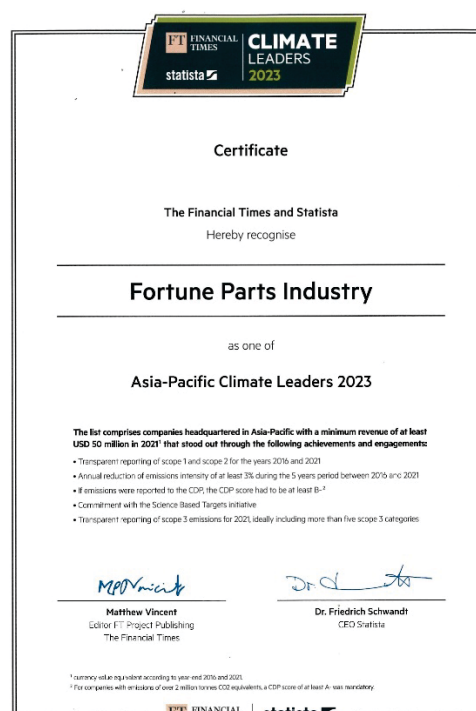 FT FINANCIAL TIMES
CLIMATE
LEADERS
2023
statista
Certificate
The Financial Times and Statista
Hereby recognise
Fortune Parts Industry
as one of
Asia-Pacific Climate Leaders 2023
The list comprises companies headquartered in Asia-Pacific with a minimum revenue of at least
USD 50 million in 2021¹ that stood out through the following achievements and engagements:
• Transparent reporting of scope 1 and scope 2 for the years 2016 and 2021
• Annual reduction of emissions intensity of at least 3% during the 5 years period between 2016 and 2021
• If emissions were reported to the CDP, the CDP score had to be at least B-²
• Commitment with the Science Based Targets initiative
• Transparent reporting of scope 3 emissions for 2021, ideally including more than five scope 3 categories
Matthew Vincent
Editor FT Project Publishing
The Financial Times
Dr. Friedrich Schwandt
CEO Statista
¹ currency value equivalent according to year-end 2016 and 2021.
² For companies with emissions of over 2 million tonnes CO2 equivalents, a CDP score of at least A- was mandatory.
FT FINANCIAL
statista